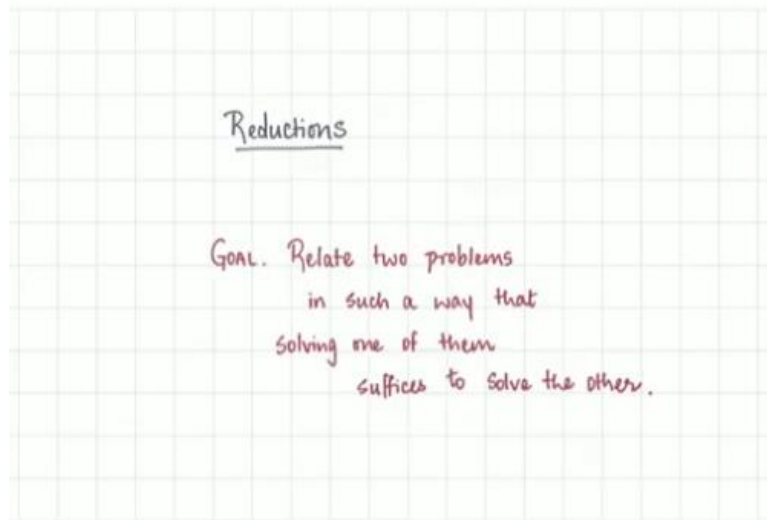 Reductions
GOAL. Relate two problems
in such a way that
solving one of them
suffices to solve the other.